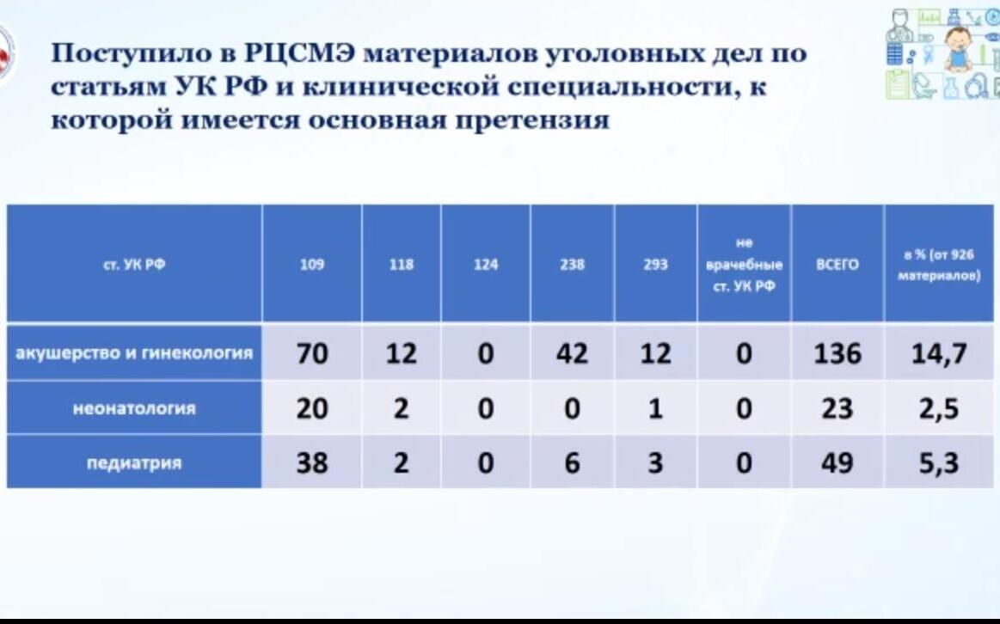 Поступило в РЦСМЭ материалов уголовных дел по
статьям УК РФ и клинической специальности, к
которой имеется основная претензия
ст. УК РФ 109 118 124 238 293 не врачебные ст. УК РФ ВСЕГО в % (от 926 материалов)
акушерство и гинекология 70 12 0 42 12 0 136 14,7
неонатология 20 2 0 0 1 0 23 2,5
педиатрия 38 2 0 6 3 0 49 5,3